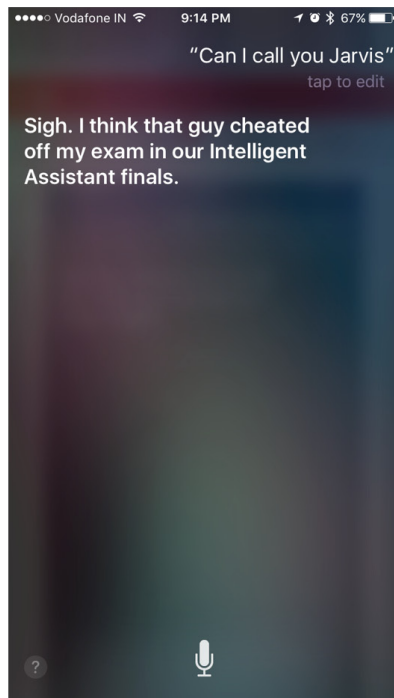 Vodafone IN 9:14 PM 67%
“Can I call you Jarvis”
tap to edit
Sigh. I think that guy cheated
off my exam in our Intelligent
Assistant finals.
?